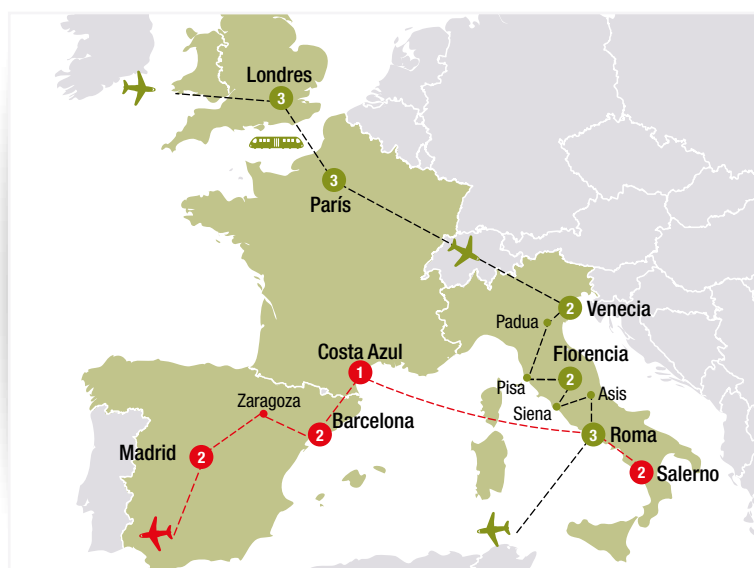 Londres
3
3
París
2
Venecia
Padua
Florencia
Costa Azul
1
2
Pisa
Asis
Zaragoza
Siena
Barcelona
2
3
Roma
Madrid
2
2
Salerno